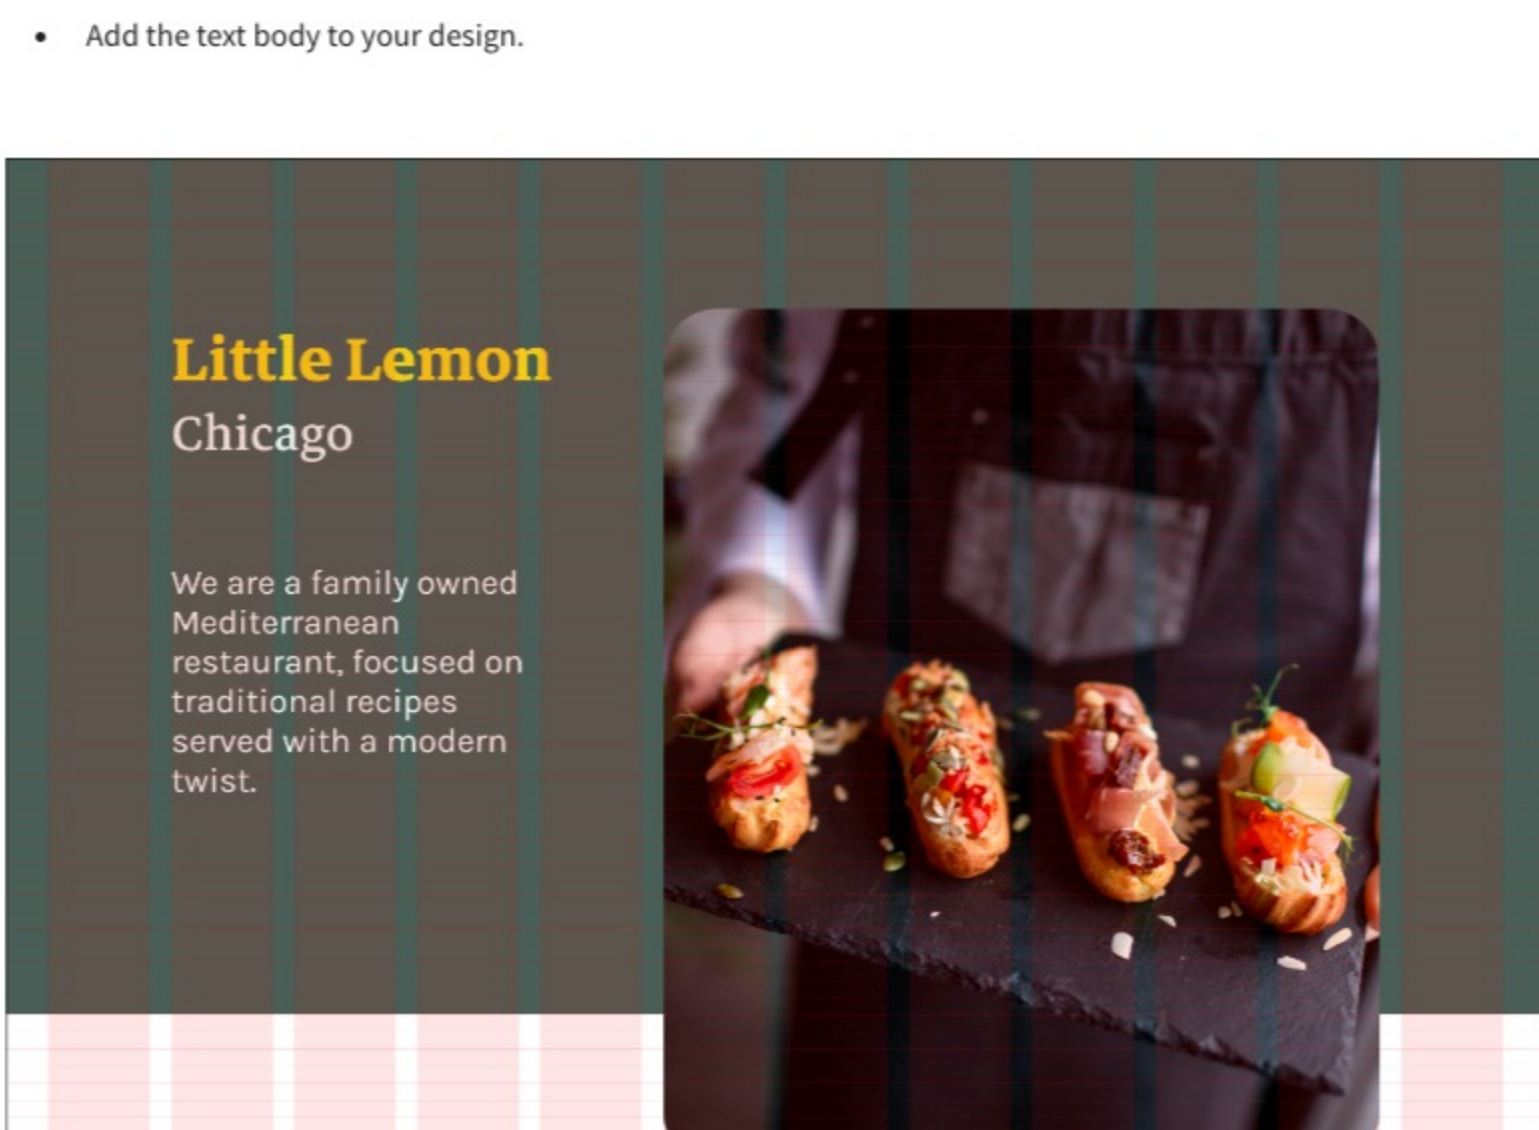 • Add the text body to your design.
Little Lemon
Chicago
We are a family owned
Mediterranean
restaurant, focused on
traditional recipes
served with a modern
twist.